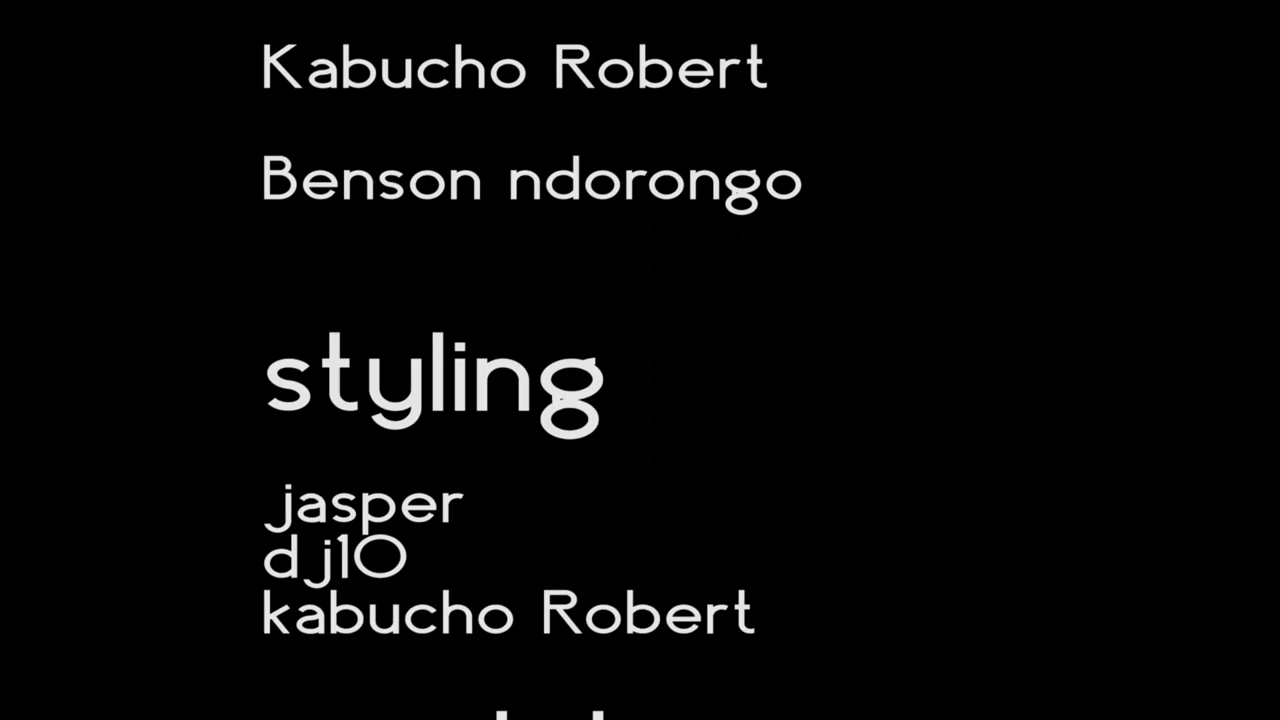 Kabucho Robert
Benson ndorongo
styling
jasper
dj10
kabucho Robert